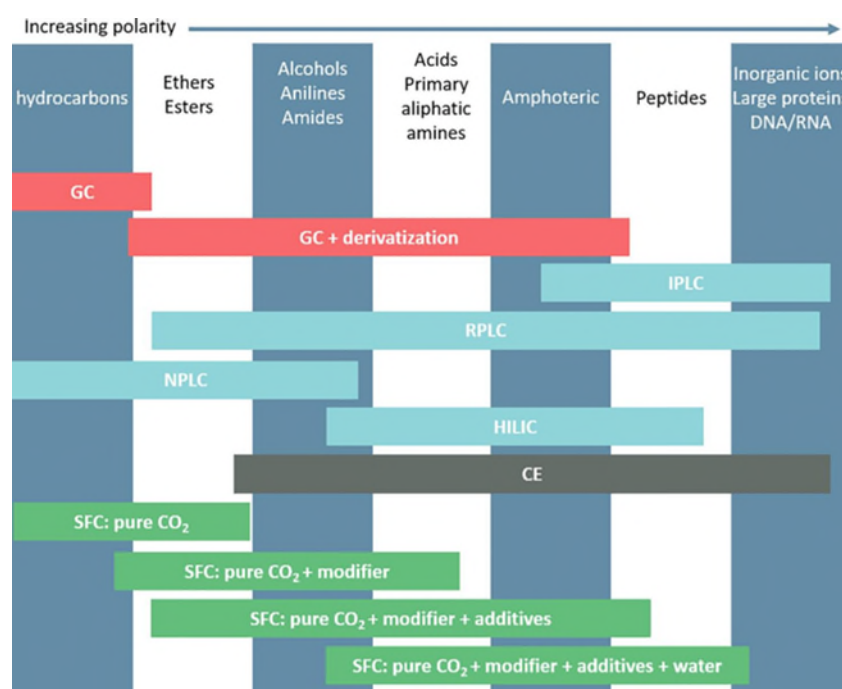 Increasing polarity
hydrocarbons
Ethers
Esters
Alcohols
Anilines
Amides
Acids
Primary
aliphatic
amines
Amphoteric
Peptides
Inorganic ions
Large proteins
DNA/RNA
GC
GC + derivatization
IPLC
RPLC
NPLC
HILIC
CE
SFC: pure CO₂
SFC: pure CO₂ + modifier
SFC: pure CO₂ + modifier + additives
SFC: pure CO₂ + modifier + additives + water